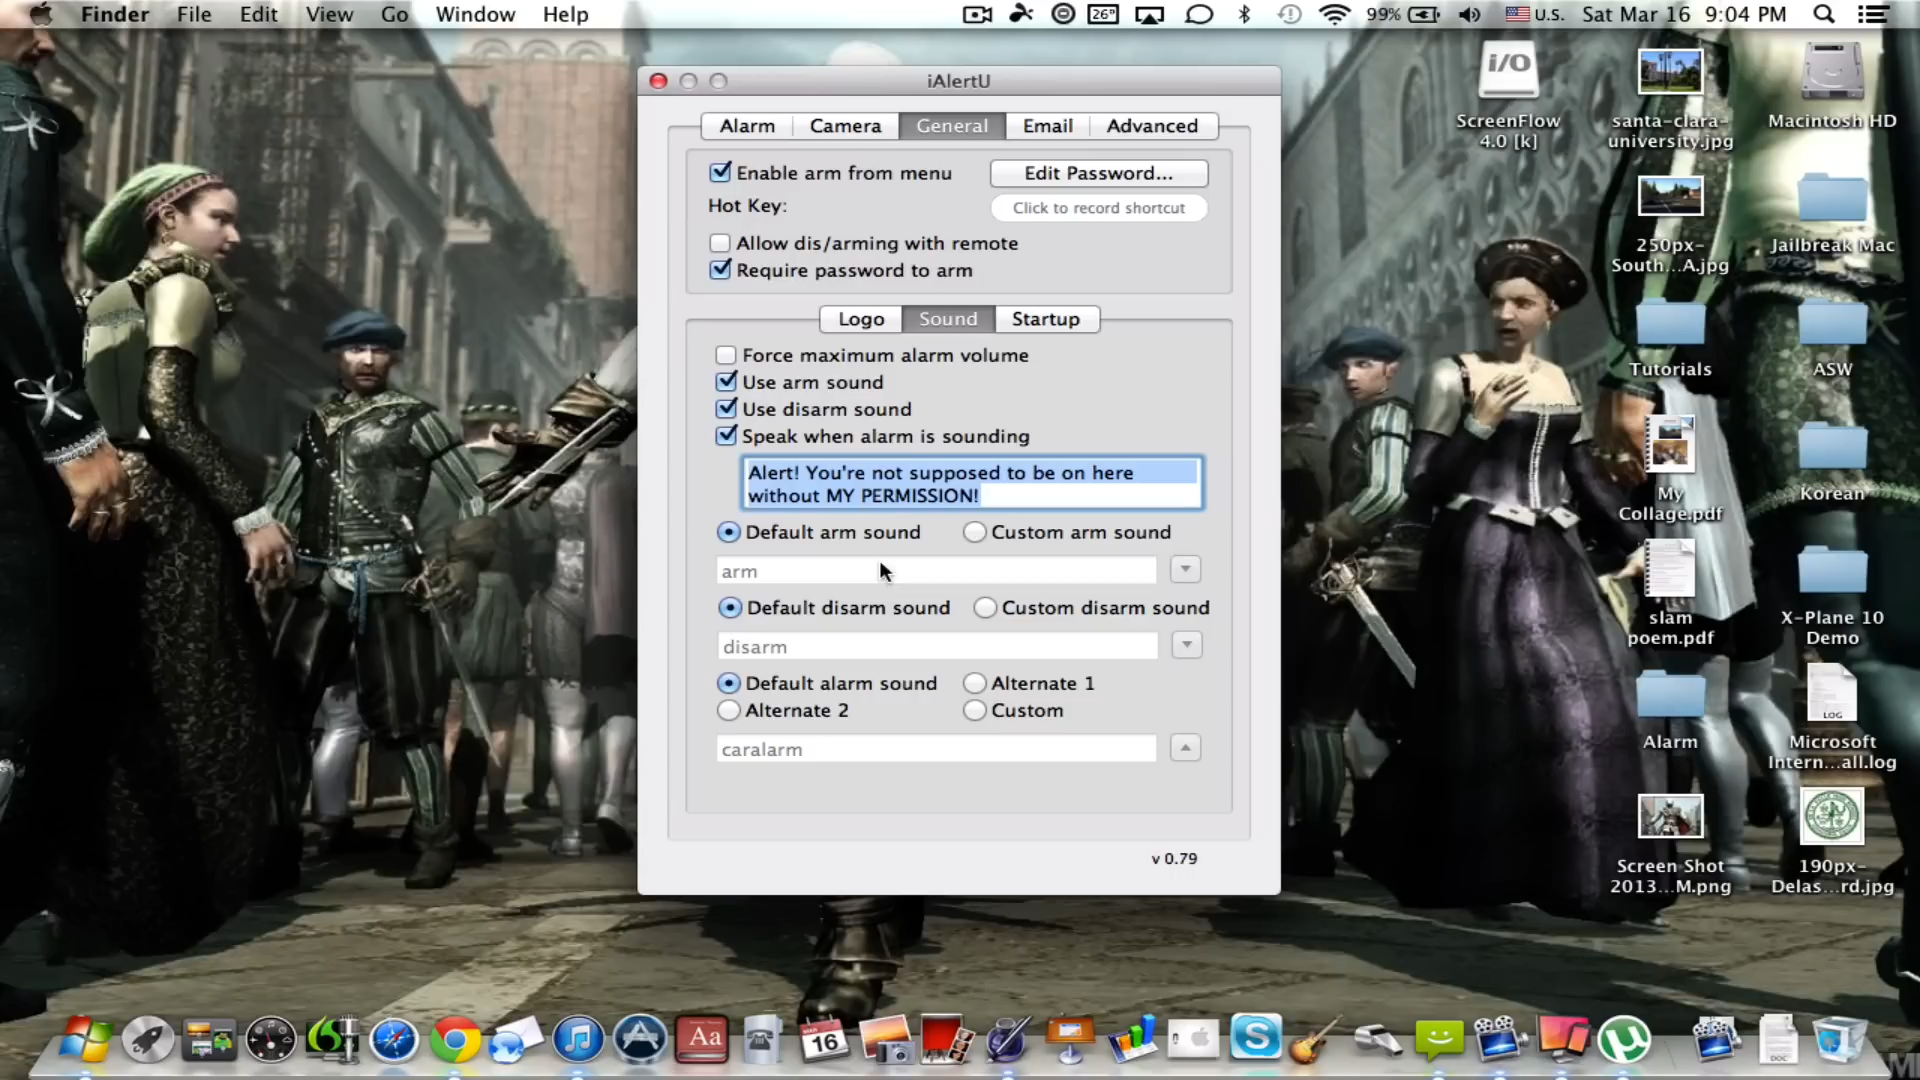 Finder File Edit View Go Window Help
26° 99% U.S. Sat Mar 16 9:04 PM
iAlertU
Alarm Camera General Email Advanced
Enable arm from menu Edit Password...
Hot Key: Click to record shortcut
Allow dis/arming with remote
Require password to arm
Logo Sound Startup
Force maximum alarm volume
Use arm sound
Use disarm sound
Speak when alarm is sounding
Alert! You're not supposed to be on here
without MY PERMISSION!
Default arm sound Custom arm sound
arm
Default disarm sound Custom disarm sound
disarm
Default alarm sound Alternate 1
Alternate 2 Custom
caralarm
v 0.79
I/O
ScreenFlow
4.0 [k]
santa-clara-
university.jpg
Macintosh HD
250px-
South...A.jpg
Jailbreak Mac
Tutorials
ASW
My
Collage.pdf
Korean
slam
poem.pdf
X-Plane 10
Demo
Alarm
LOG
Microsoft
Intern...all.log
Screen Shot
2013...M.png
190px-
Delas...rd.jpg
Aa
MAR
16
S
µ
DOC